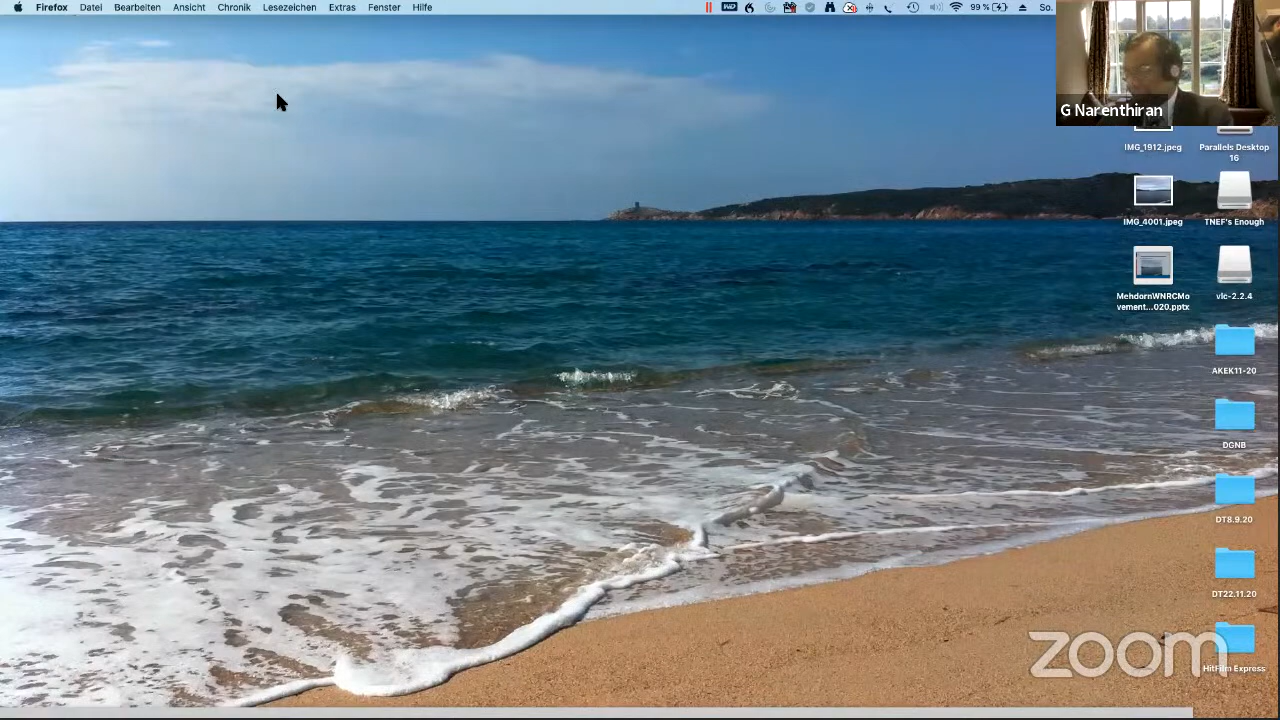 Firefox Datei Bearbeiten Ansicht Chronik Lesezeichen Extras Fenster Hilfe
99 % So.
G Narenthiran
IMG_1912.jpeg
Parallels Desktop
16
IMG_4001.jpeg
TNEF's Enough
MehdornWNRCMo
vement...020.pptx
vlc-2.2.4
AKEK11-20
DGNB
DT8.9.20
DT22.11.20
zoom
HitFilm Express